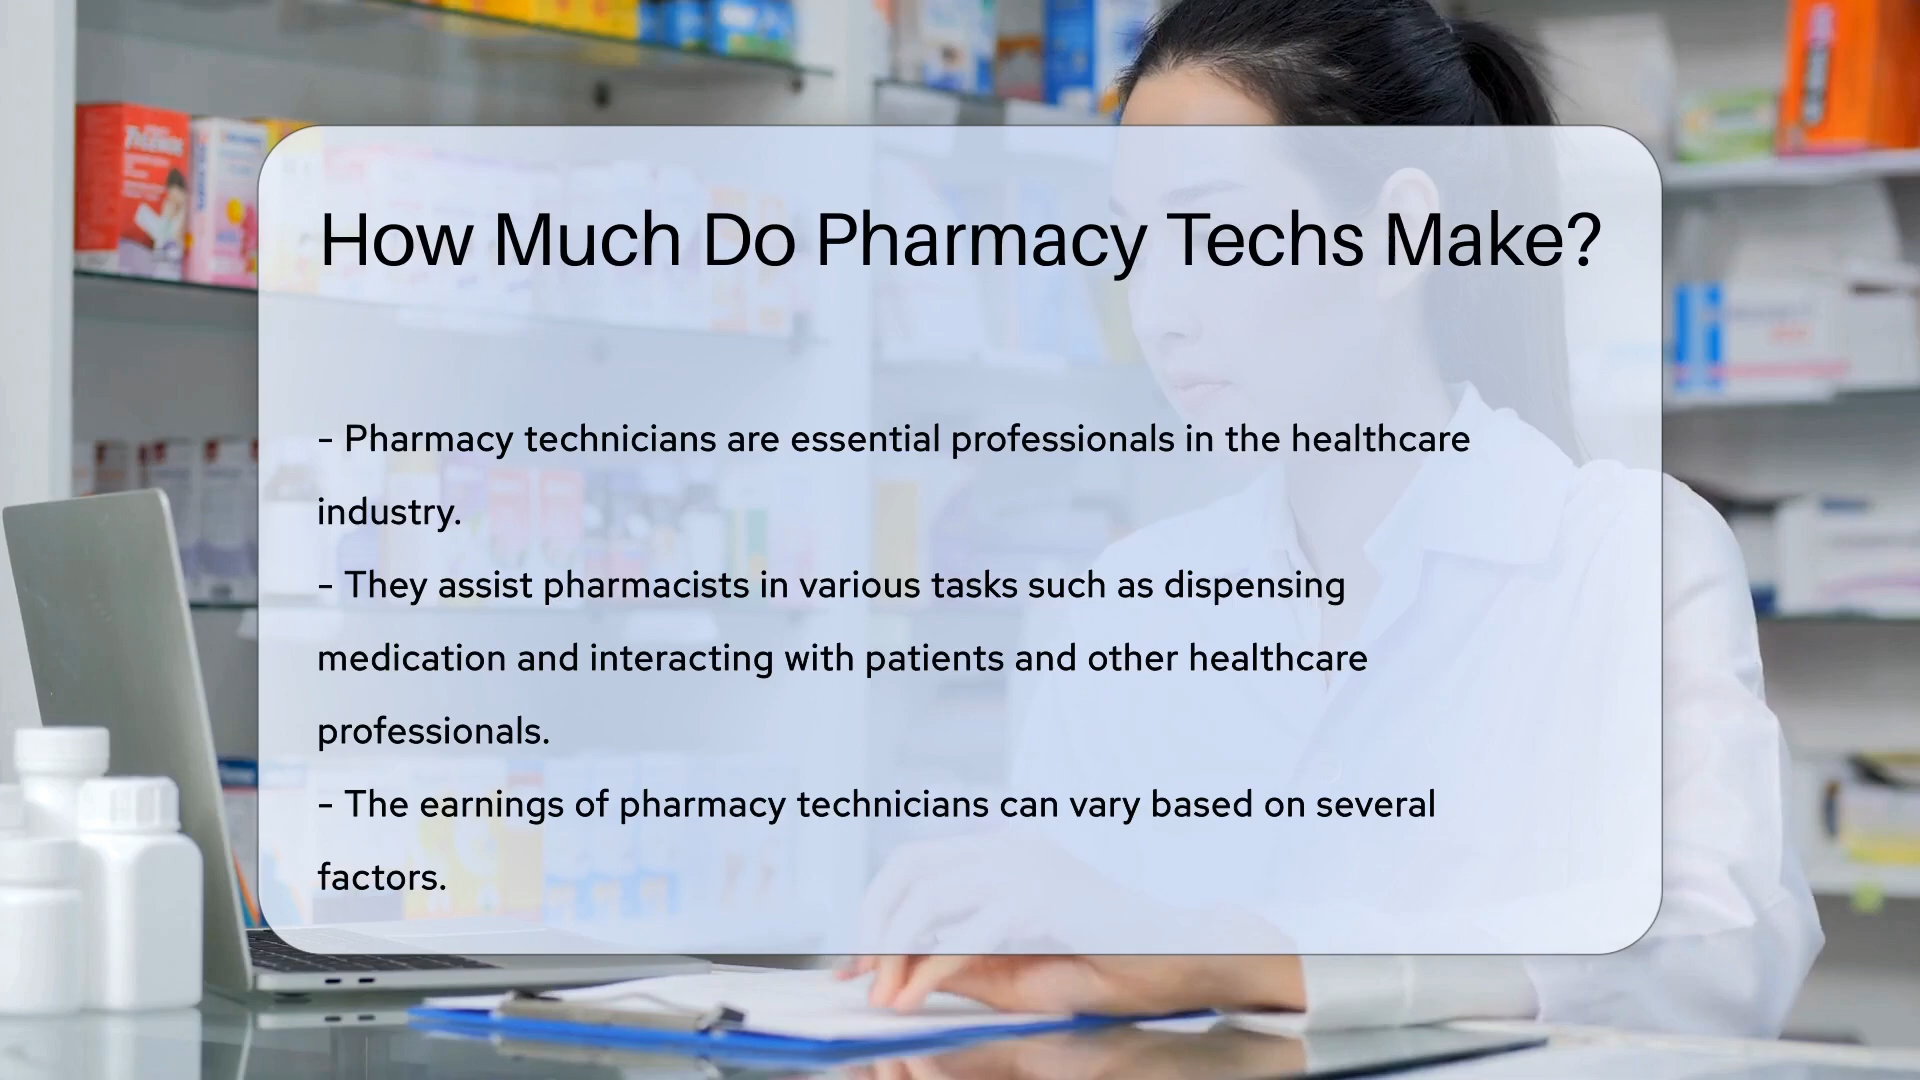 How Much Do Pharmacy Techs Make?
- Pharmacy technicians are essential professionals in the healthcare
industry.
- They assist pharmacists in various tasks such as dispensing
medication and interacting with patients and other healthcare
professionals.
- The earnings of pharmacy technicians can vary based on several
factors.